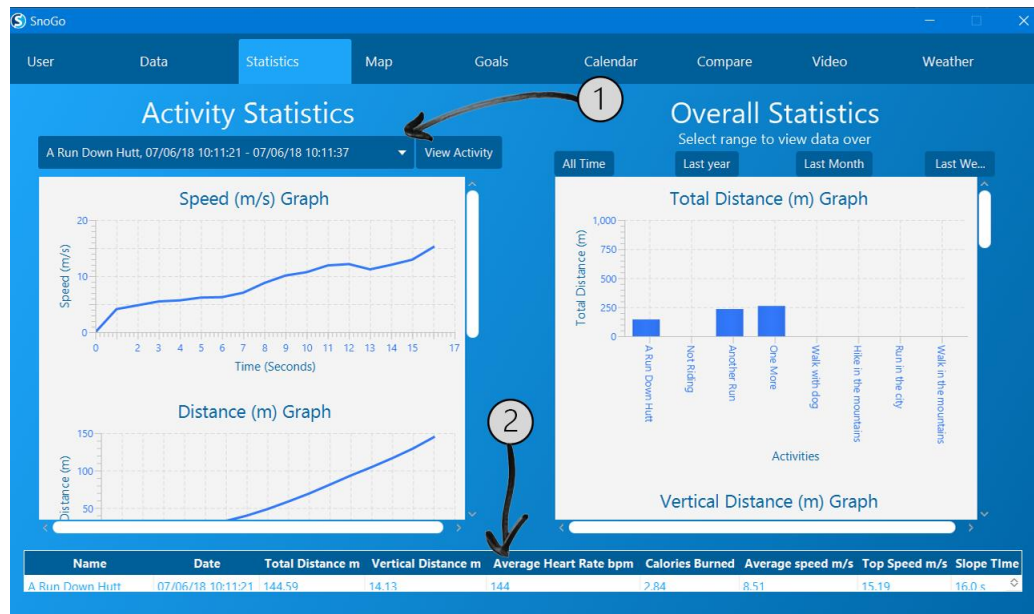 SnoGo
User Data Statistics Map Goals Calendar Compare Video Weather
Activity Statistics
1
Overall Statistics
Select range to view data over
A Run Down Hutt, 07/06/18 10:11:21 - 07/06/18 10:11:37 View Activity
All Time Last year Last Month Last We...
Speed (m/s) Graph
20
10
0
Speed (m/s)
0 2 3 4 5 6 7 8 9 10 11 12 13 14 15 17
Time (Seconds)
Distance (m) Graph
150
100
50
Distance (m)
Total Distance (m) Graph
1,000
750
500
250
0
Total Distance (m)
A Run Down Hutt
Not Riding
Another Run
One More
Walk with dog
Hike in the mountains
Run in the city
Walk in the mountains
Activities
Vertical Distance (m) Graph
2
Name Date Total Distance m Vertical Distance m Average Heart Rate bpm Calories Burned Average speed m/s Top Speed m/s Slope TIme
A Run Down Hutt 07/06/18 10:11:21 144.59 14.13 144 2.84 8.51 15.19 16.0 s